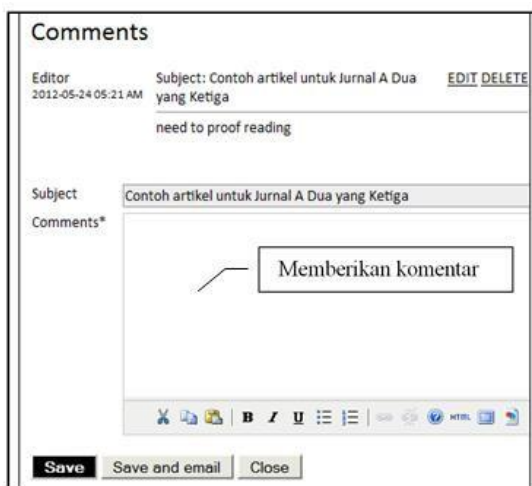 Comments
Editor
2012-05-24 05:21 AM
Subject: Contoh artikel untuk Jurnal A Dua
yang Ketiga
EDIT DELETE
need to proof reading
Subject
Contoh artikel untuk Jurnal A Dua yang Ketiga
Comments*
Memberikan komentar
B I U HTML
Save Save and email Close